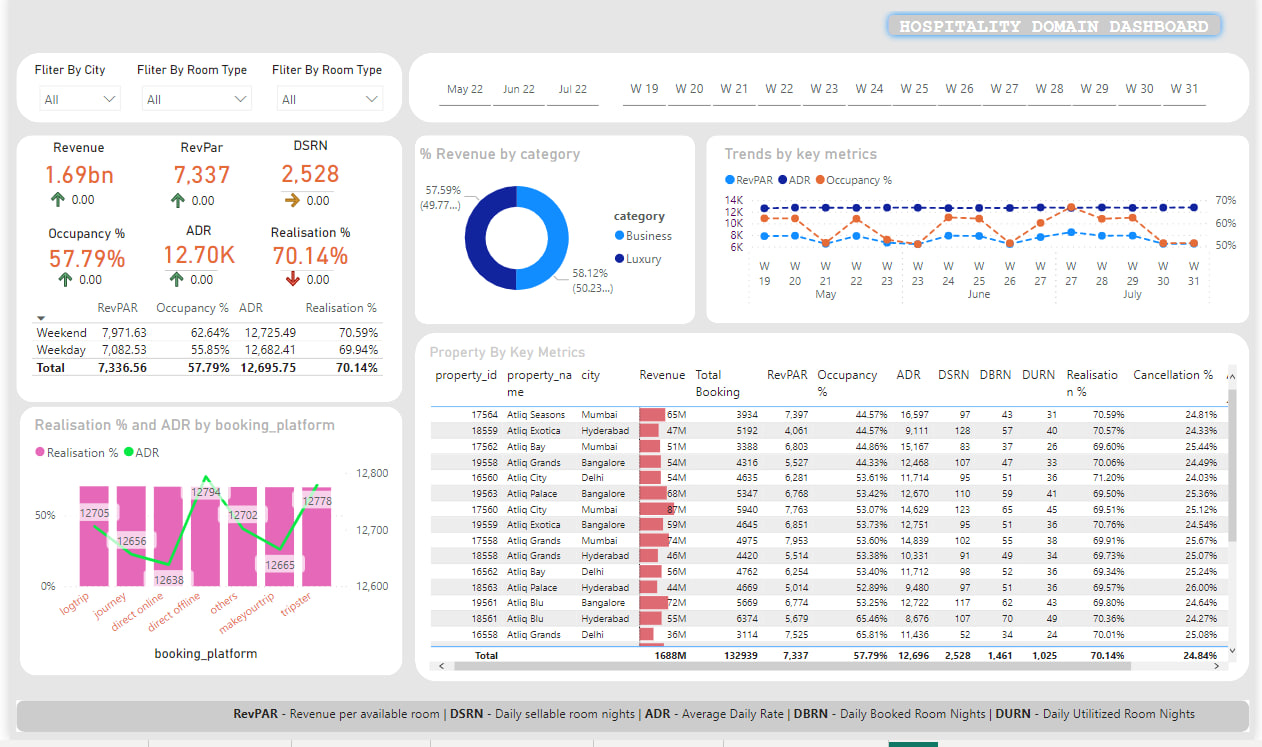 HOSPITALITY DOMAIN DASHBOARD
Fliter By City Fliter By Room Type Fliter By Room Type
All All All
May 22 Jun 22 Jul 22 W 19 W 20 W 21 W 22 W 23 W 24 W 25 W 26 W 27 W 28 W 29 W 30 W 31
Revenue RevPar DSRN
1.69bn 7,337 2,528
0.00 0.00 0.00
Occupancy % ADR Realisation %
57.79% 12.70K 70.14%
0.00 0.00 0.00
RevPAR Occupancy % ADR Realisation %
Weekend 7,971.63 62.64% 12,725.49 70.59%
Weekday 7,082.53 55.85% 12,682.41 69.94%
Total 7,336.56 57.79% 12,695.75 70.14%
% Revenue by category
57.59%
(49.77...)
category
Business
Luxury
58.12%
(50.23...)
Trends by key metrics
RevPAR ADR Occupancy %
14K 70%
12K
10K 60%
8K
6K 50%
W W W W W W W W W W W W W W W
19 20 21 22 23 23 24 25 26 27 27 28 29 30 31
May June July
Realisation % and ADR by booking_platform
Realisation % ADR
12,800
12,700
12,600
50%
0%
12705 12656 12638 12794 12702 12665 12778
logtrip journey direct online direct offline others makeyourtrip tripster
booking_platform
Property By Key Metrics
property_id property_na city Revenue Total RevPAR Occupancy ADR DSRN DBRN DURN Realisatio Cancellation %
me Booking % n %
17564 Atliq Seasons Mumbai 65M 3934 7,397 44.57% 16,597 97 43 31 70.59% 24.81%
18559 Atliq Exotica Hyderabad 47M 5192 4,061 44.57% 9,111 128 57 40 70.57% 24.33%
17562 Atliq Bay Mumbai 51M 3388 6,803 44.86% 15,167 83 37 26 69.60% 25.44%
19558 Atliq Grands Bangalore 54M 4316 5,527 44.33% 12,468 107 47 33 70.06% 24.49%
16560 Atliq City Delhi 54M 4635 6,281 53.61% 11,714 95 51 36 71.20% 24.03%
19563 Atliq Palace Bangalore 68M 5347 6,768 53.42% 12,670 110 59 41 69.50% 25.36%
17560 Atliq City Mumbai 87M 5940 7,763 53.07% 14,629 123 65 45 69.51% 25.12%
19559 Atliq Exotica Bangalore 59M 4645 6,851 53.73% 12,751 95 51 36 70.76% 24.54%
17558 Atliq Grands Mumbai 74M 4975 7,953 53.60% 14,839 102 55 38 69.91% 25.67%
18558 Atliq Grands Hyderabad 46M 4420 5,514 53.38% 10,331 91 49 34 69.73% 25.07%
16562 Atliq Bay Delhi 56M 4762 6,254 53.40% 11,712 98 52 36 69.34% 25.24%
18563 Atliq Palace Hyderabad 44M 4669 5,014 52.89% 9,480 97 51 36 69.57% 26.00%
19561 Atliq Blu Bangalore 72M 5669 6,774 53.25% 12,722 117 62 43 69.80% 24.64%
18561 Atliq Blu Hyderabad 55M 6374 5,679 65.46% 8,676 107 70 49 70.36% 24.27%
16558 Atliq Grands Delhi 36M 3114 7,525 65.81% 11,436 52 34 24 70.01% 25.08%
Total 1688M 132939 7,337 57.79% 12,696 2,528 1,461 1,025 70.14% 24.84%
RevPAR - Revenue per available room | DSRN - Daily sellable room nights | ADR - Average Daily Rate | DBRN - Daily Booked Room Nights | DURN - Daily Utilitized Room Nights